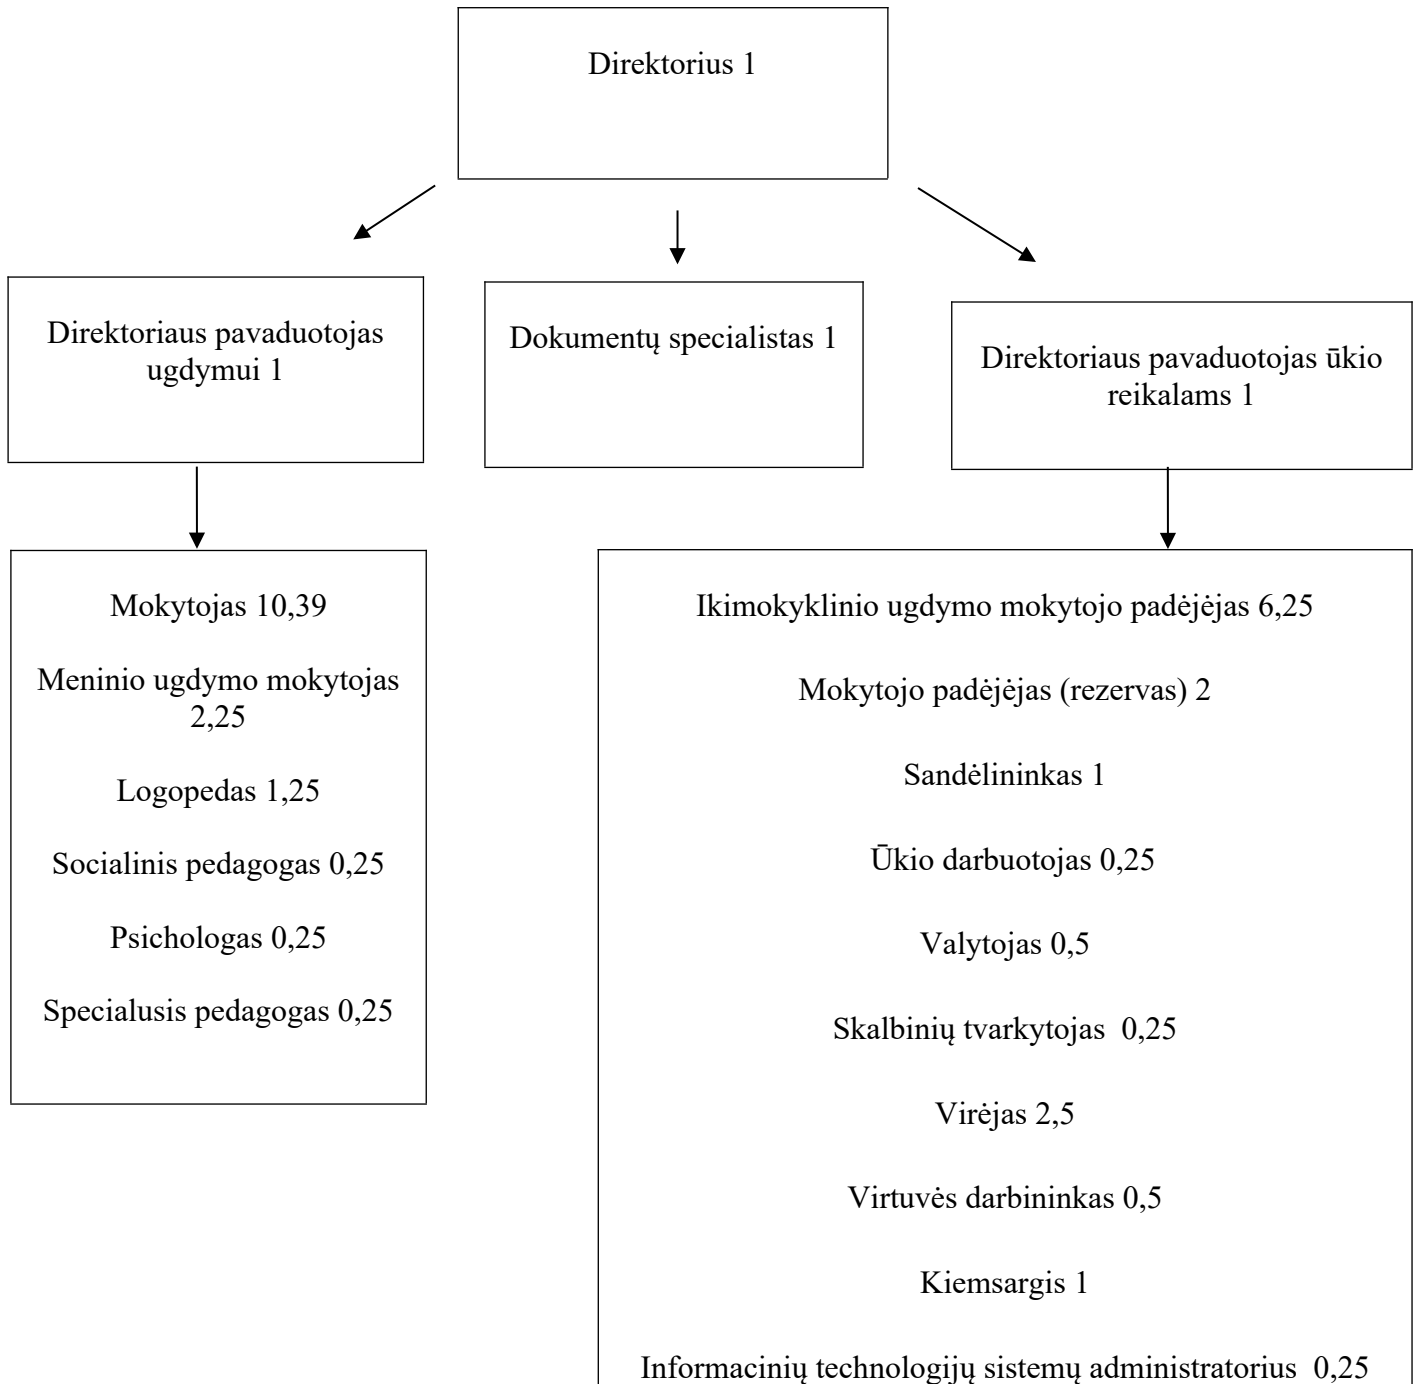 Direktorius 1
Direktoriaus pavaduotojas
ugdymui 1
Dokumentų specialistas 1
Direktoriaus pavaduotojas ūkio
reikalams 1
Mokytojas 10,39
Meninio ugdymo mokytojas
2,25
Logopedas 1,25
Socialinis pedagogas 0,25
Psichologas 0,25
Specialusis pedagogas 0,25
Ikimokyklinio ugdymo mokytojo padėjėjas 6,25
Mokytojo padėjėjas (rezervas) 2
Sandėlininkas 1
Ūkio darbuotojas 0,25
Valytojas 0,5
Skalbinių tvarkytojas 0,25
Virėjas 2,5
Virtuvės darbininkas 0,5
Kiemsargis 1
Informacinių technologijų sistemų administratorius 0,25